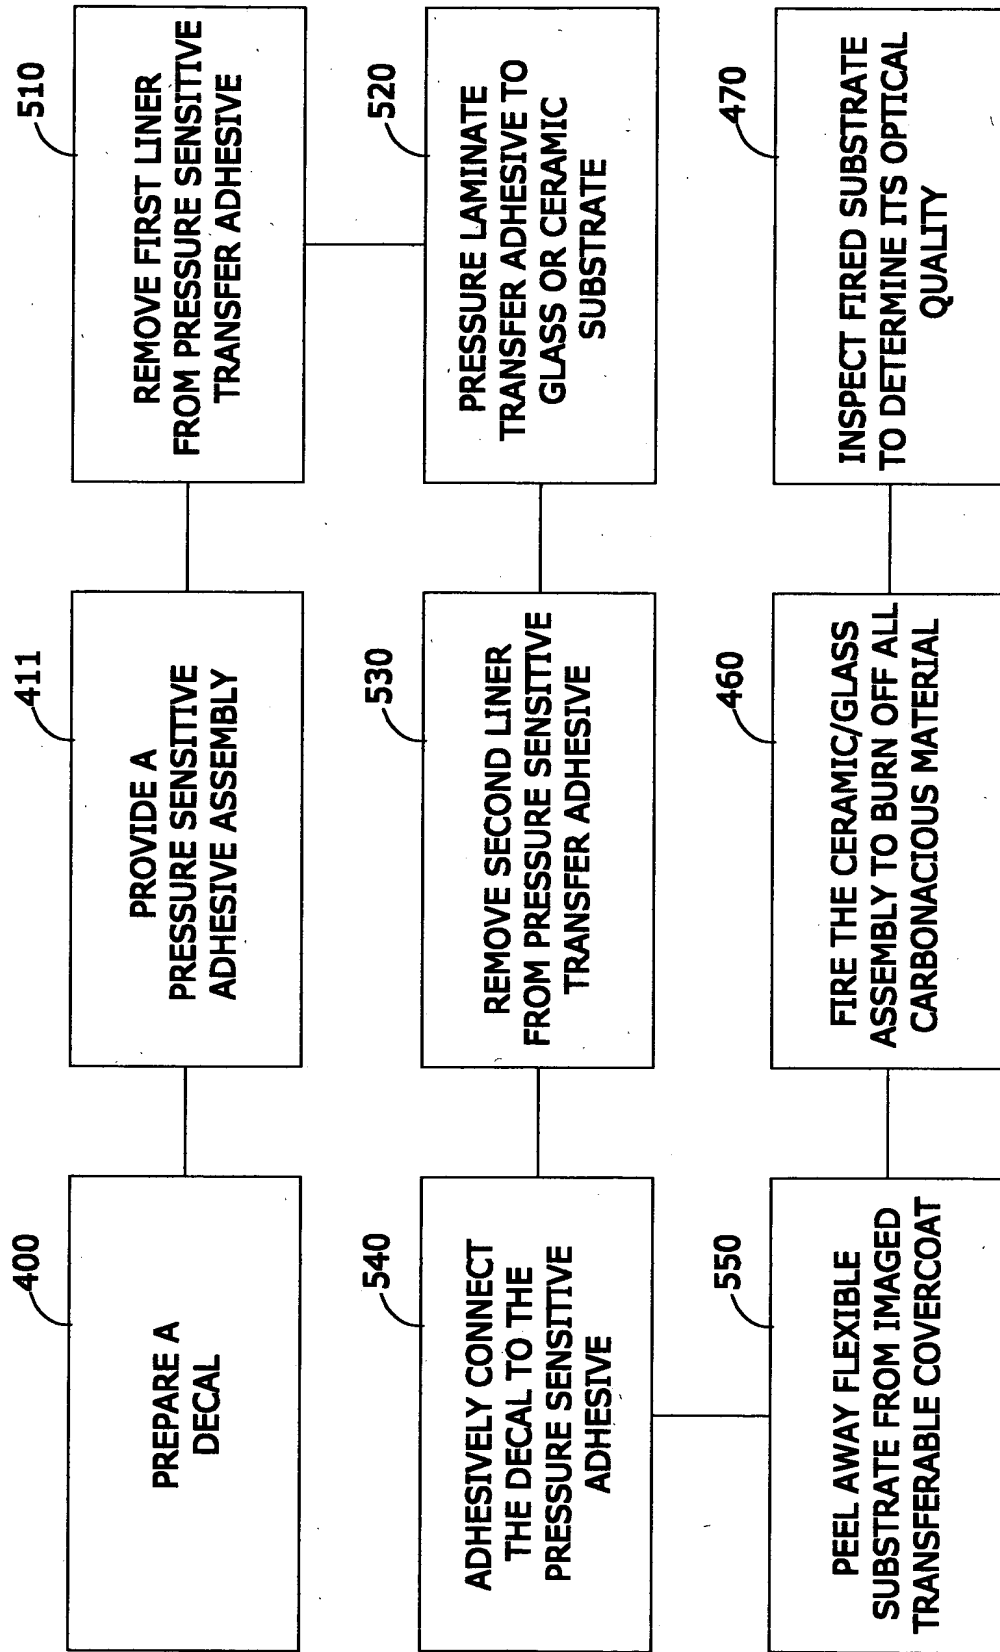 400
PREPARE A
DECAL
411
PROVIDE A
PRESSURE SENSITIVE
ADHESIVE ASSEMBLY
510
REMOVE FIRST LINER
FROM PRESSURE SENSITIVE
TRANSFER ADHESIVE
520
PRESSURE LAMINATE
TRANSFER ADHESIVE TO
GLASS OR CERAMIC
SUBSTRATE
530
REMOVE SECOND LINER
FROM PRESSURE SENSITIVE
TRANSFER ADHESIVE
540
ADHESIVELY CONNECT
THE DECAL TO THE
PRESSURE SENSITIVE
ADHESIVE
550
PEEL AWAY FLEXIBLE
SUBSTRATE FROM IMAGED
TRANSFERABLE COVERCOAT
460
FIRE THE CERAMIC/GLASS
ASSEMBLY TO BURN OFF ALL
CARBONACIOUS MATERIAL
470
INSPECT FIRED SUBSTRATE
TO DETERMINE ITS OPTICAL
QUALITY